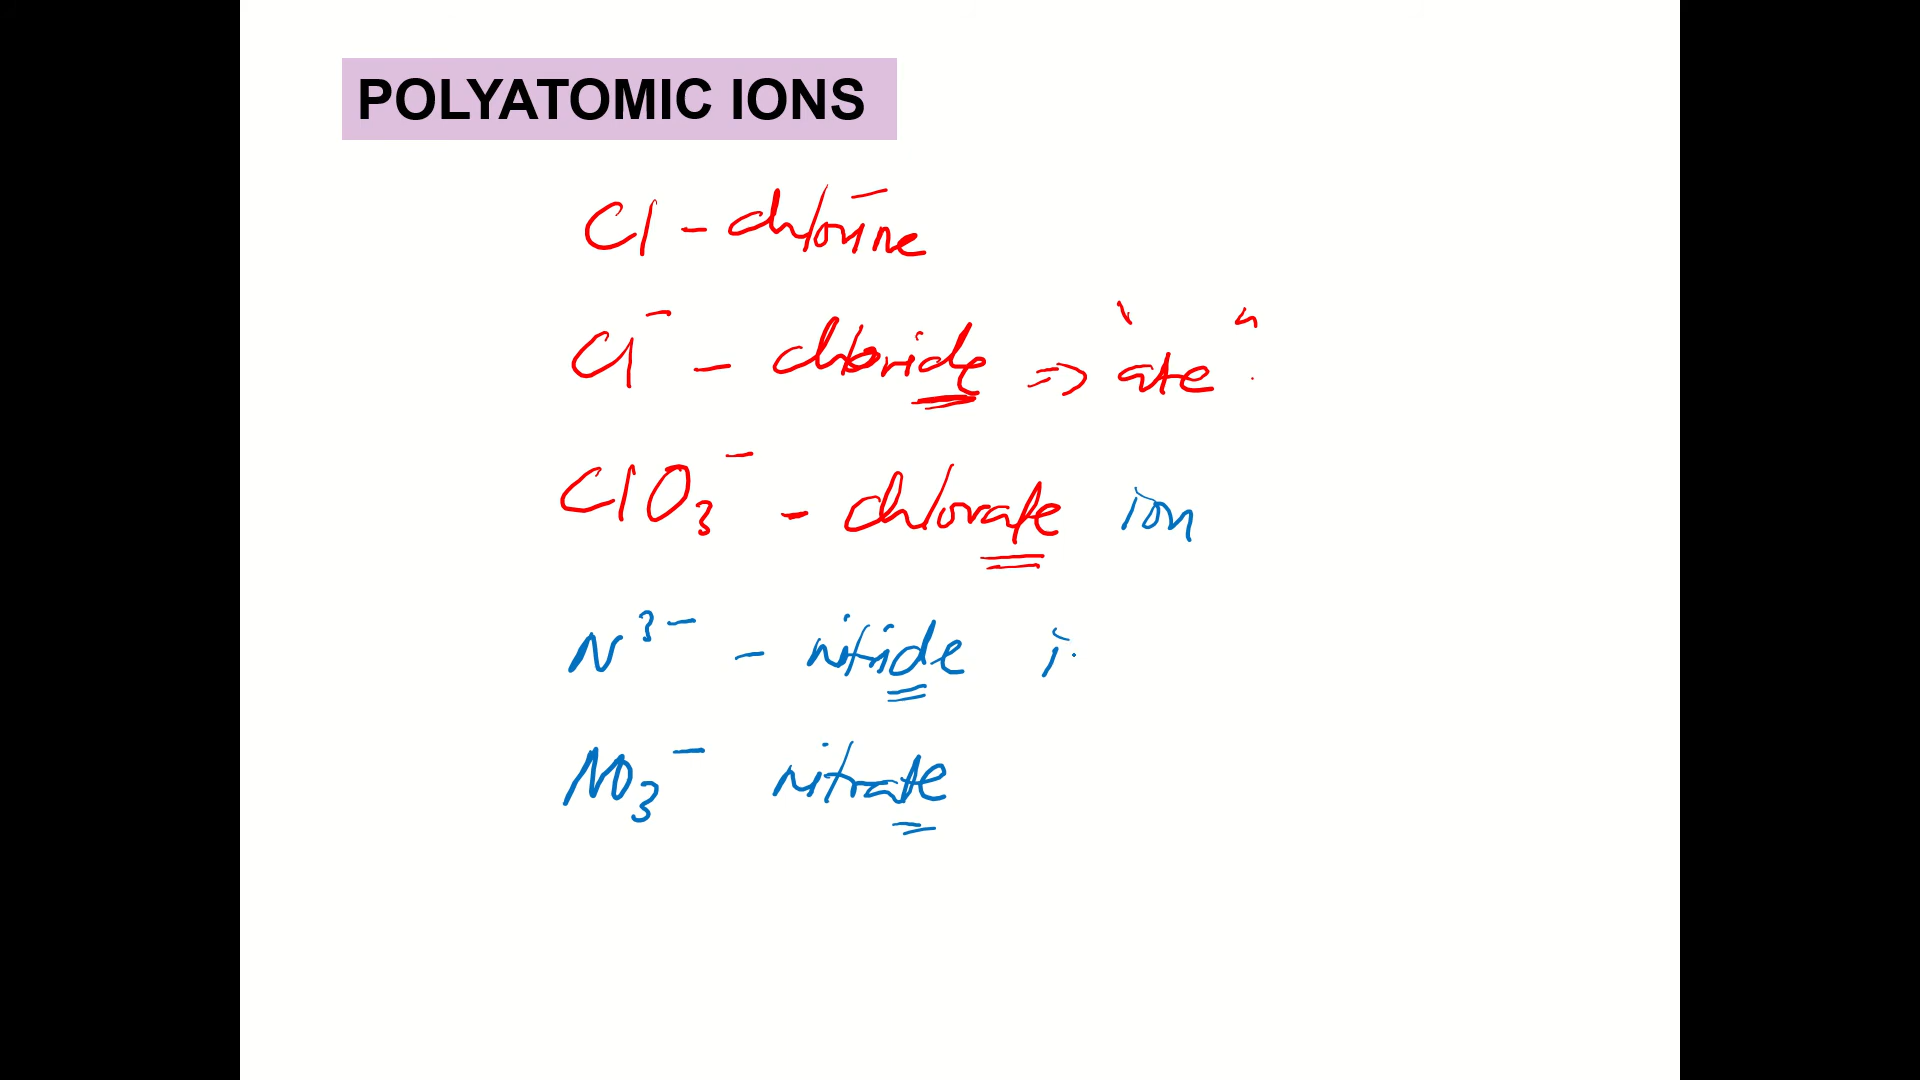 POLYATOMIC IONS
Cl - chlorine
Cl⁻ - chloride => "ate"
ClO₃⁻ - chlorate ion
N³⁻ - nitride i
NO₃⁻ nitrate